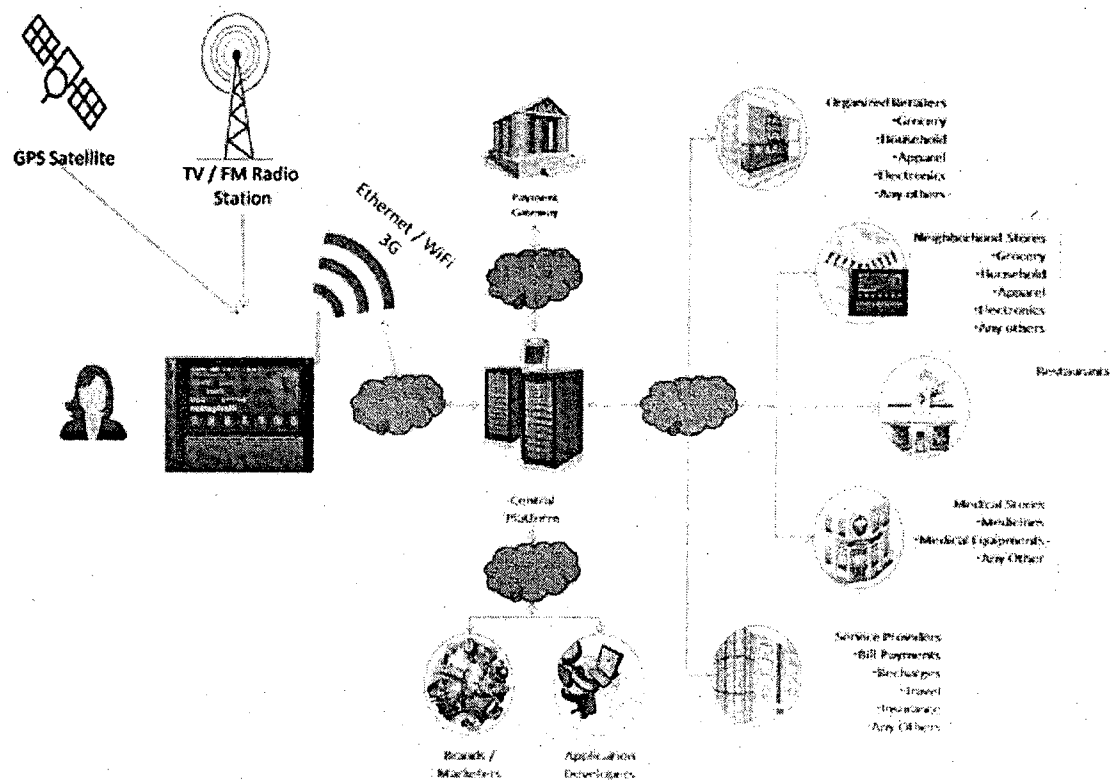 GPS Satellite
TV / FM Radio
Station
Ethernet / WiFi
3G
Payment
Gateway
Organized Retailers
•Grocery
•Household
•Apparel
•Electronics
•Any others
Neighborhood Stores
•Grocery
•Household
•Apparel
•Electronics
•Any others
Restaurants
Central
Platform
Medical Stores
•Medicines
•Medical Equipments
•Any Other
Service Providers
•Bill Payments
•Recharges
•Travel
•Insurance
•Any Others
Brands /
Marketers
Application
Developers